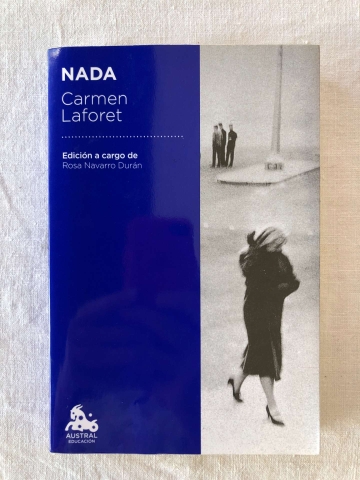 NADA
Carmen
Laforet
Edición a cargo de
Rosa Navarro Durán
AUSTRAL
EDUCACIÓN